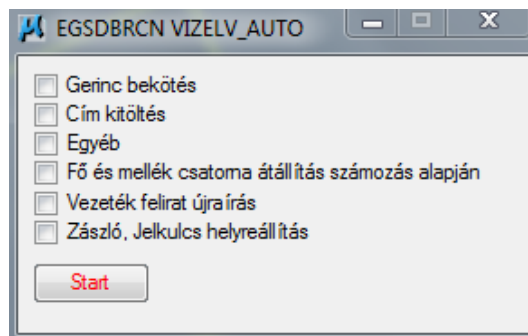 EGSDBRCN VIZELV_AUTO
Gerinc bekötés
Cím kitöltés
Egyéb
Fő és mellék csatorna átállítás számozás alapján
Vezeték felirat újraírás
Zászló, Jelkulcs helyreállítás
Start